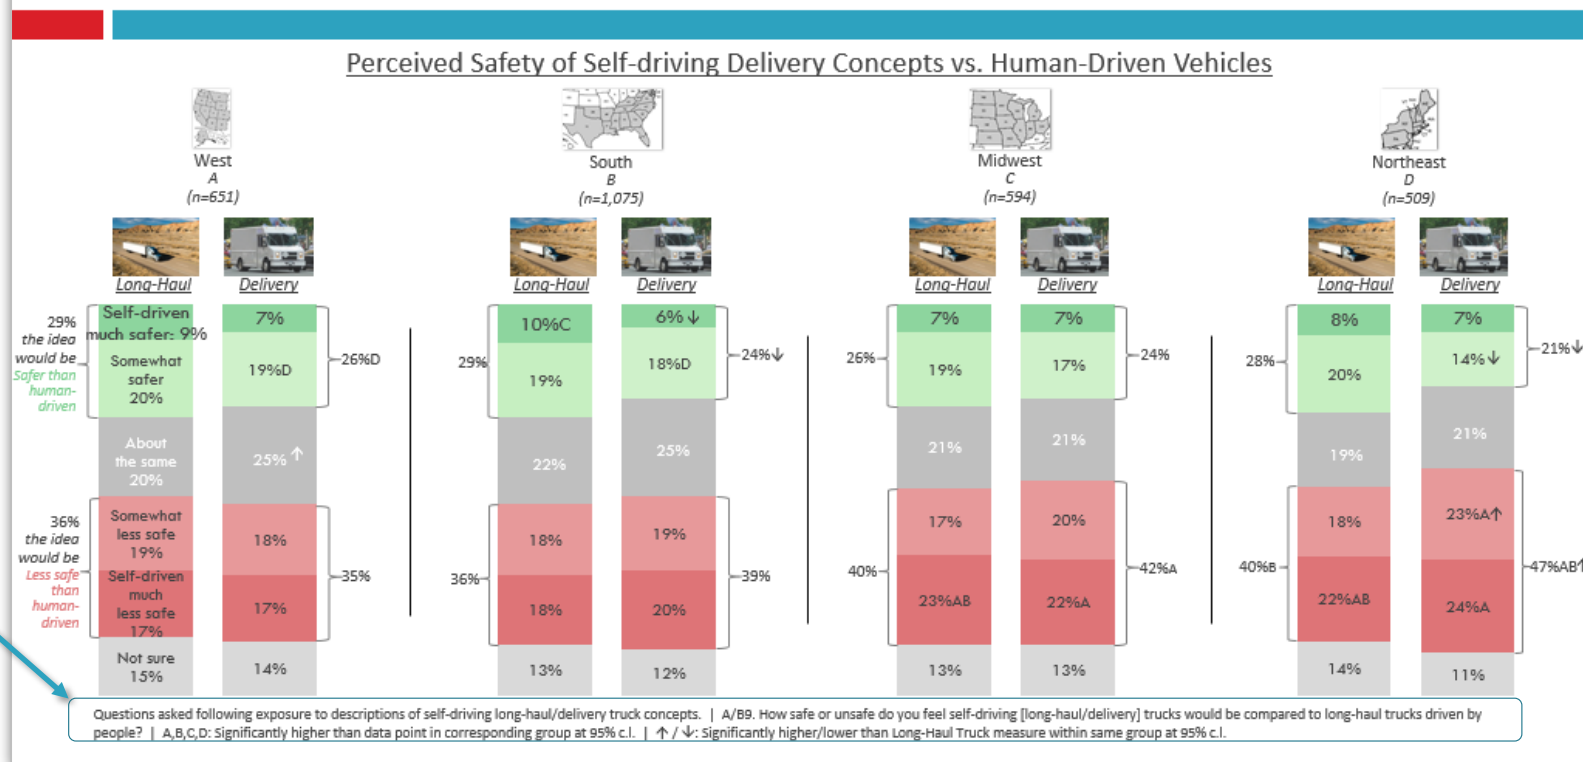 Perceived Safety of Self-driving Delivery Concepts vs. Human-Driven Vehicles
West
A
(n=651)
South
B
(n=1,075)
Midwest
C
(n=594)
Northeast
D
(n=509)
Long-Haul
Delivery
Long-Haul
Delivery
Long-Haul
Delivery
Long-Haul
Delivery
29%
the idea
would be
Safer than
human-
driven
Self-driven
much safer: 9%
Somewhat
safer
20%
About
the same
20%
36%
the idea
would be
Less safe
than
human-
driven
Somewhat
less safe
19%
Self-driven
much
less safe
17%
Not sure
15%
7%
19%D
26%D
25% ↑
18%
17%
35%
14%
29%
10%C
19%
22%
36%
18%
18%
13%
6% ↓
18%D
24%↓
25%
19%
20%
39%
12%
26%
7%
19%
21%
40%
17%
23%AB
13%
7%
17%
24%
21%
20%
22%A
42%A
13%
28%
8%
20%
19%
40%B
18%
22%AB
14%
7%
14%↓
21%↓
21%
23%A↑
24%A
47%AB↑
11%
Questions asked following exposure to descriptions of self-driving long-haul/delivery truck concepts. | A/B9. How safe or unsafe do you feel self-driving [long-haul/delivery] trucks would be compared to long-haul trucks driven by
people? | A,B,C,D: Significantly higher than data point in corresponding group at 95% c.l. | ↑ / ↓: Significantly higher/lower than Long-Haul Truck measure within same group at 95% c.l.